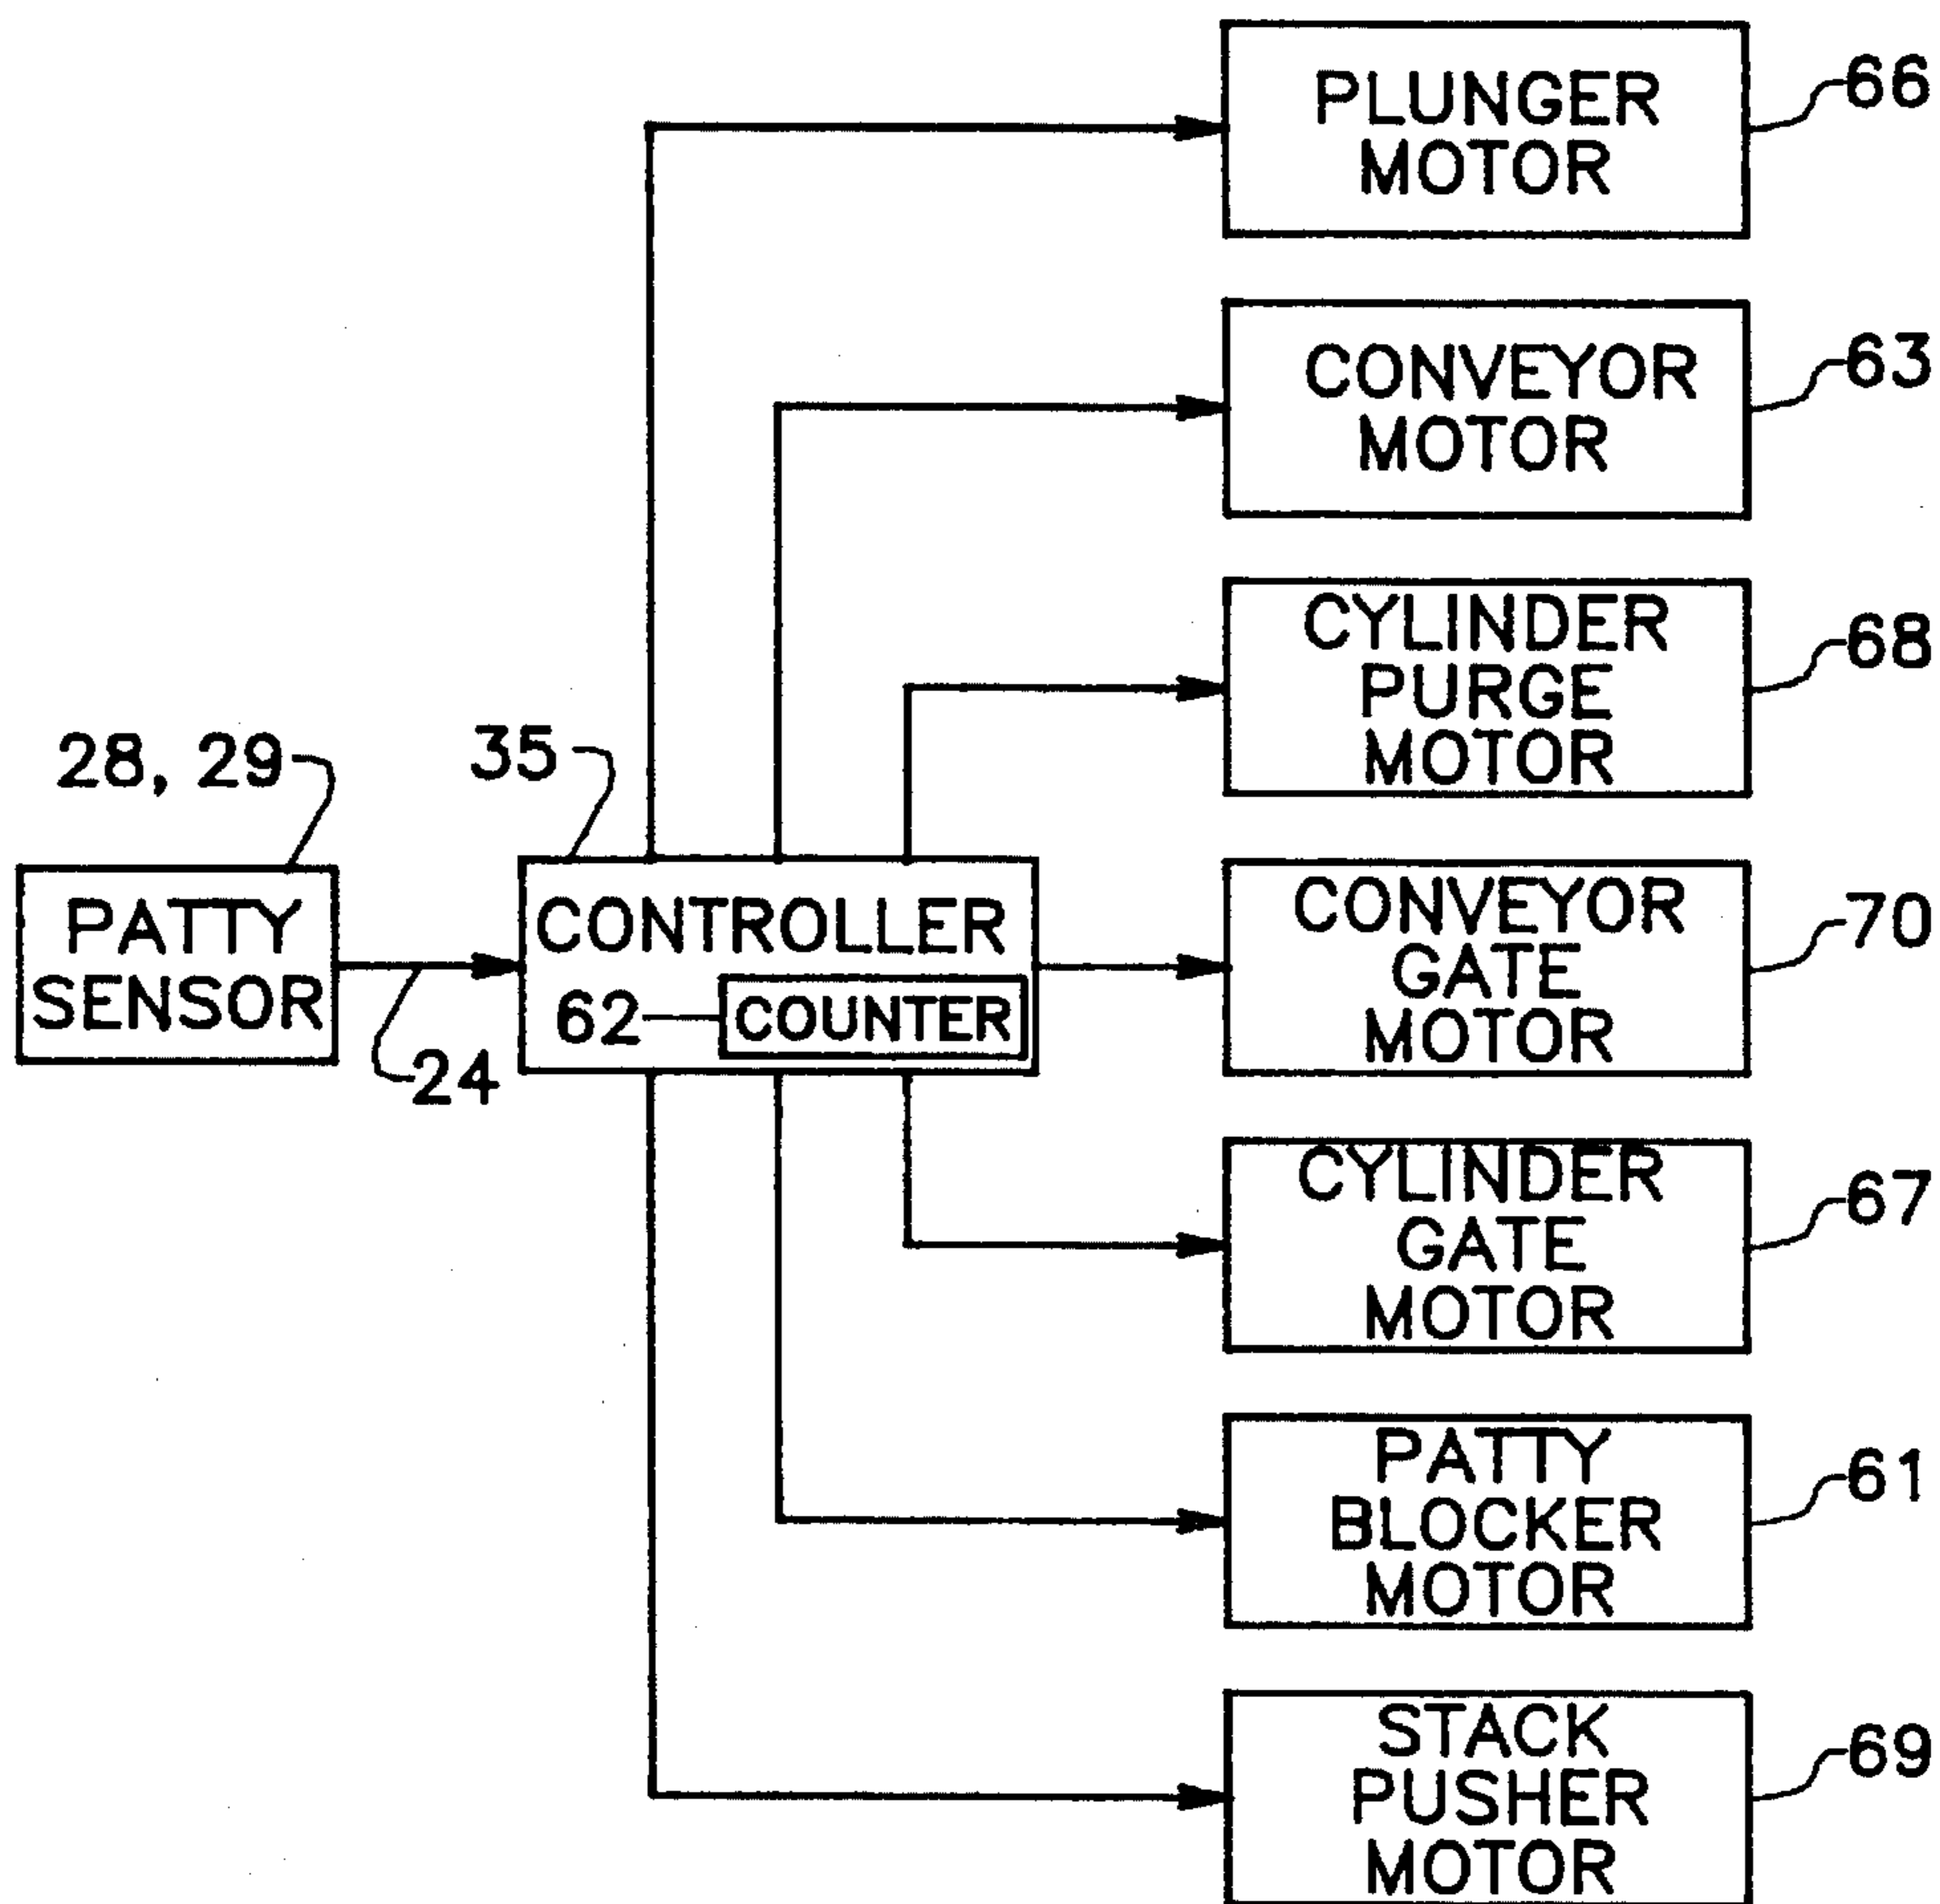 PLUNGER
MOTOR
66
CONVEYOR
MOTOR
63
CYLINDER
PURGE
MOTOR
68
28, 29
PATTY
SENSOR
24
35
CONTROLLER
62
COUNTER
CONVEYOR
GATE
MOTOR
70
CYLINDER
GATE
MOTOR
67
PATTY
BLOCKER
MOTOR
61
STACK
PUSHER
MOTOR
69